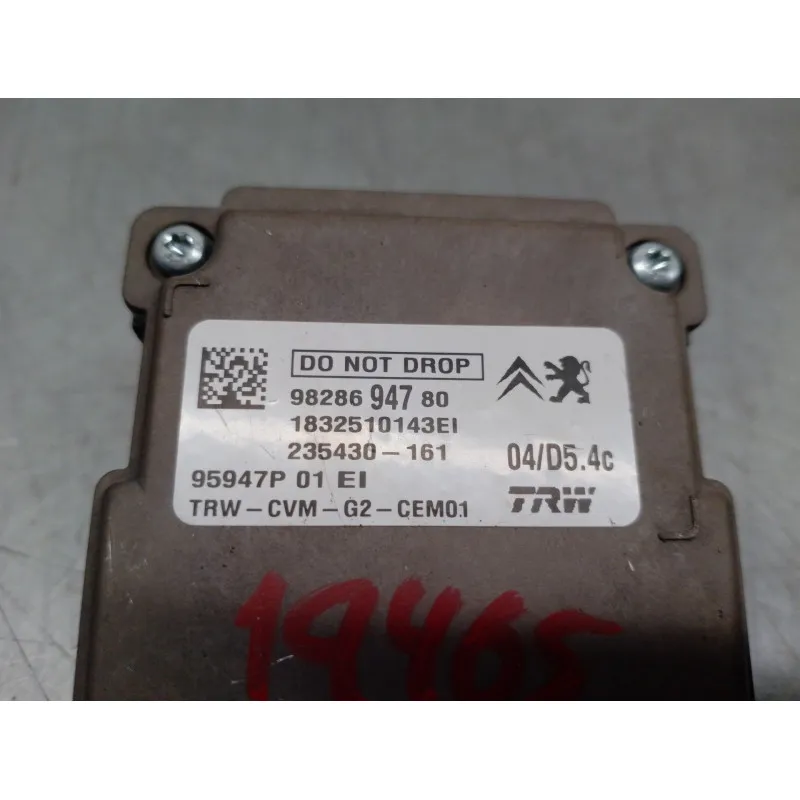 DO NOT DROP
98286 947 80
1832510143EI
235430-161
04/D5.4c
95947P 01 EI
TRW-CVM-G2-CEM01
TRW
19465